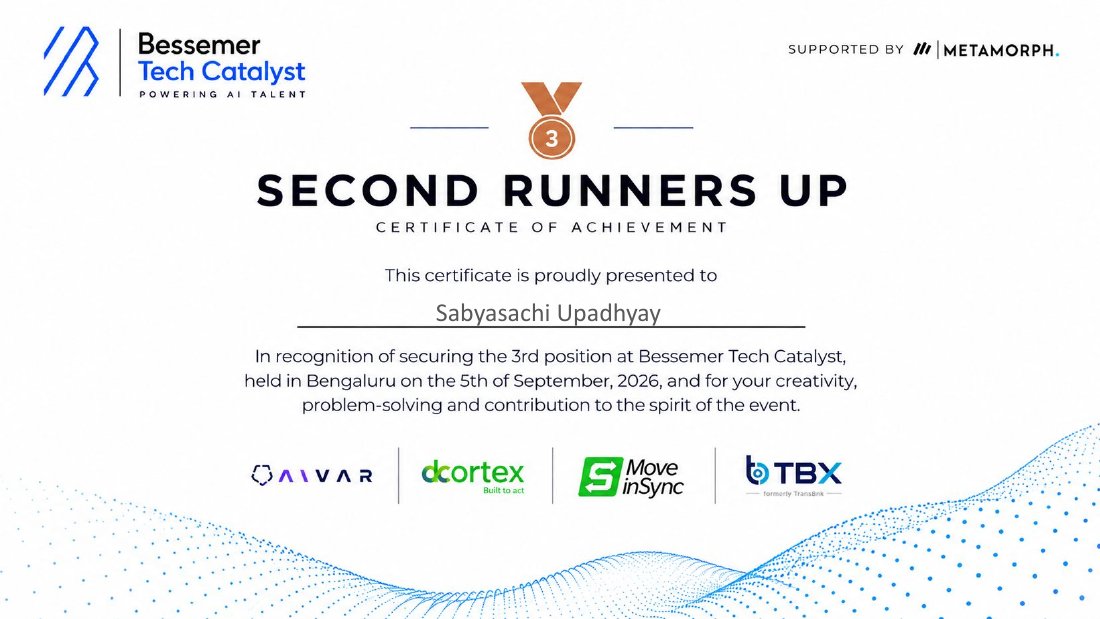 Bessemer
Tech Catalyst
POWERING AI TALENT
SUPPORTED BY METAMORPH.
3
SECOND RUNNERS UP
CERTIFICATE OF ACHIEVEMENT
This certificate is proudly presented to
Sabyasachi Upadhyay
In recognition of securing the 3rd position at Bessemer Tech Catalyst,
held in Bengaluru on the 5th of September, 2026, and for your creativity,
problem-solving and contribution to the spirit of the event.
AIVAR
dcortex
Built to act
Move
inSync
TBX
formerly TransBnk